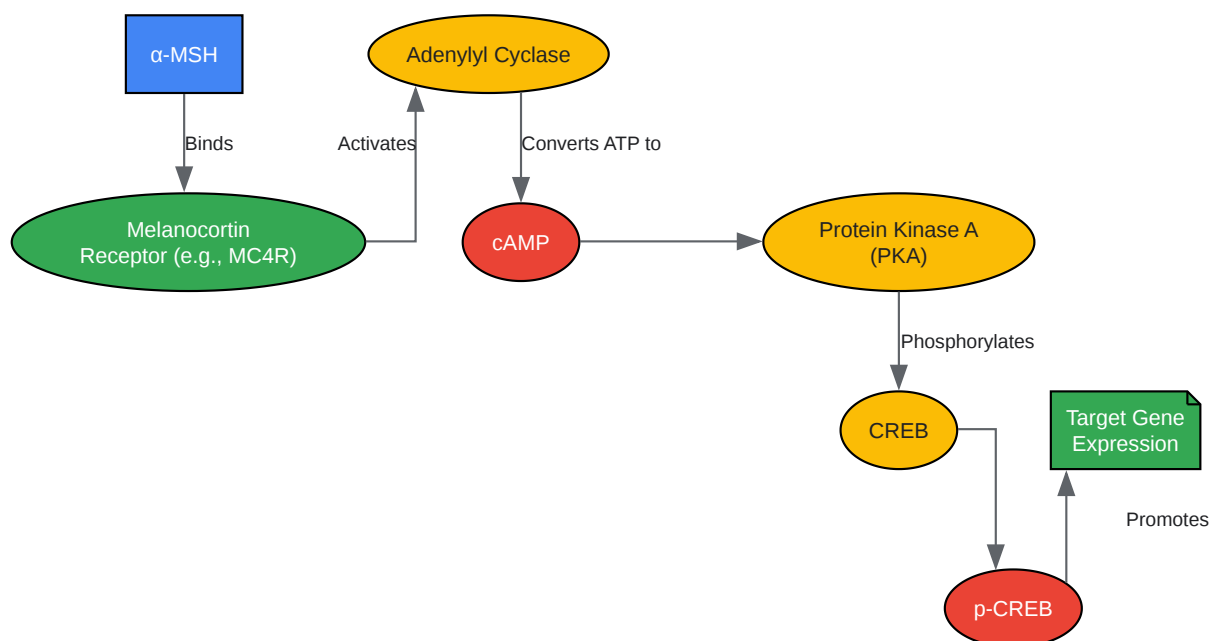 α-MSH
Adenylyl Cyclase
Binds
Activates
Converts ATP to
Melanocortin
Receptor (e.g., MC4R)
cAMP
Protein Kinase A
(PKA)
Phosphorylates
CREB
Target Gene
Expression
Promotes
p-CREB